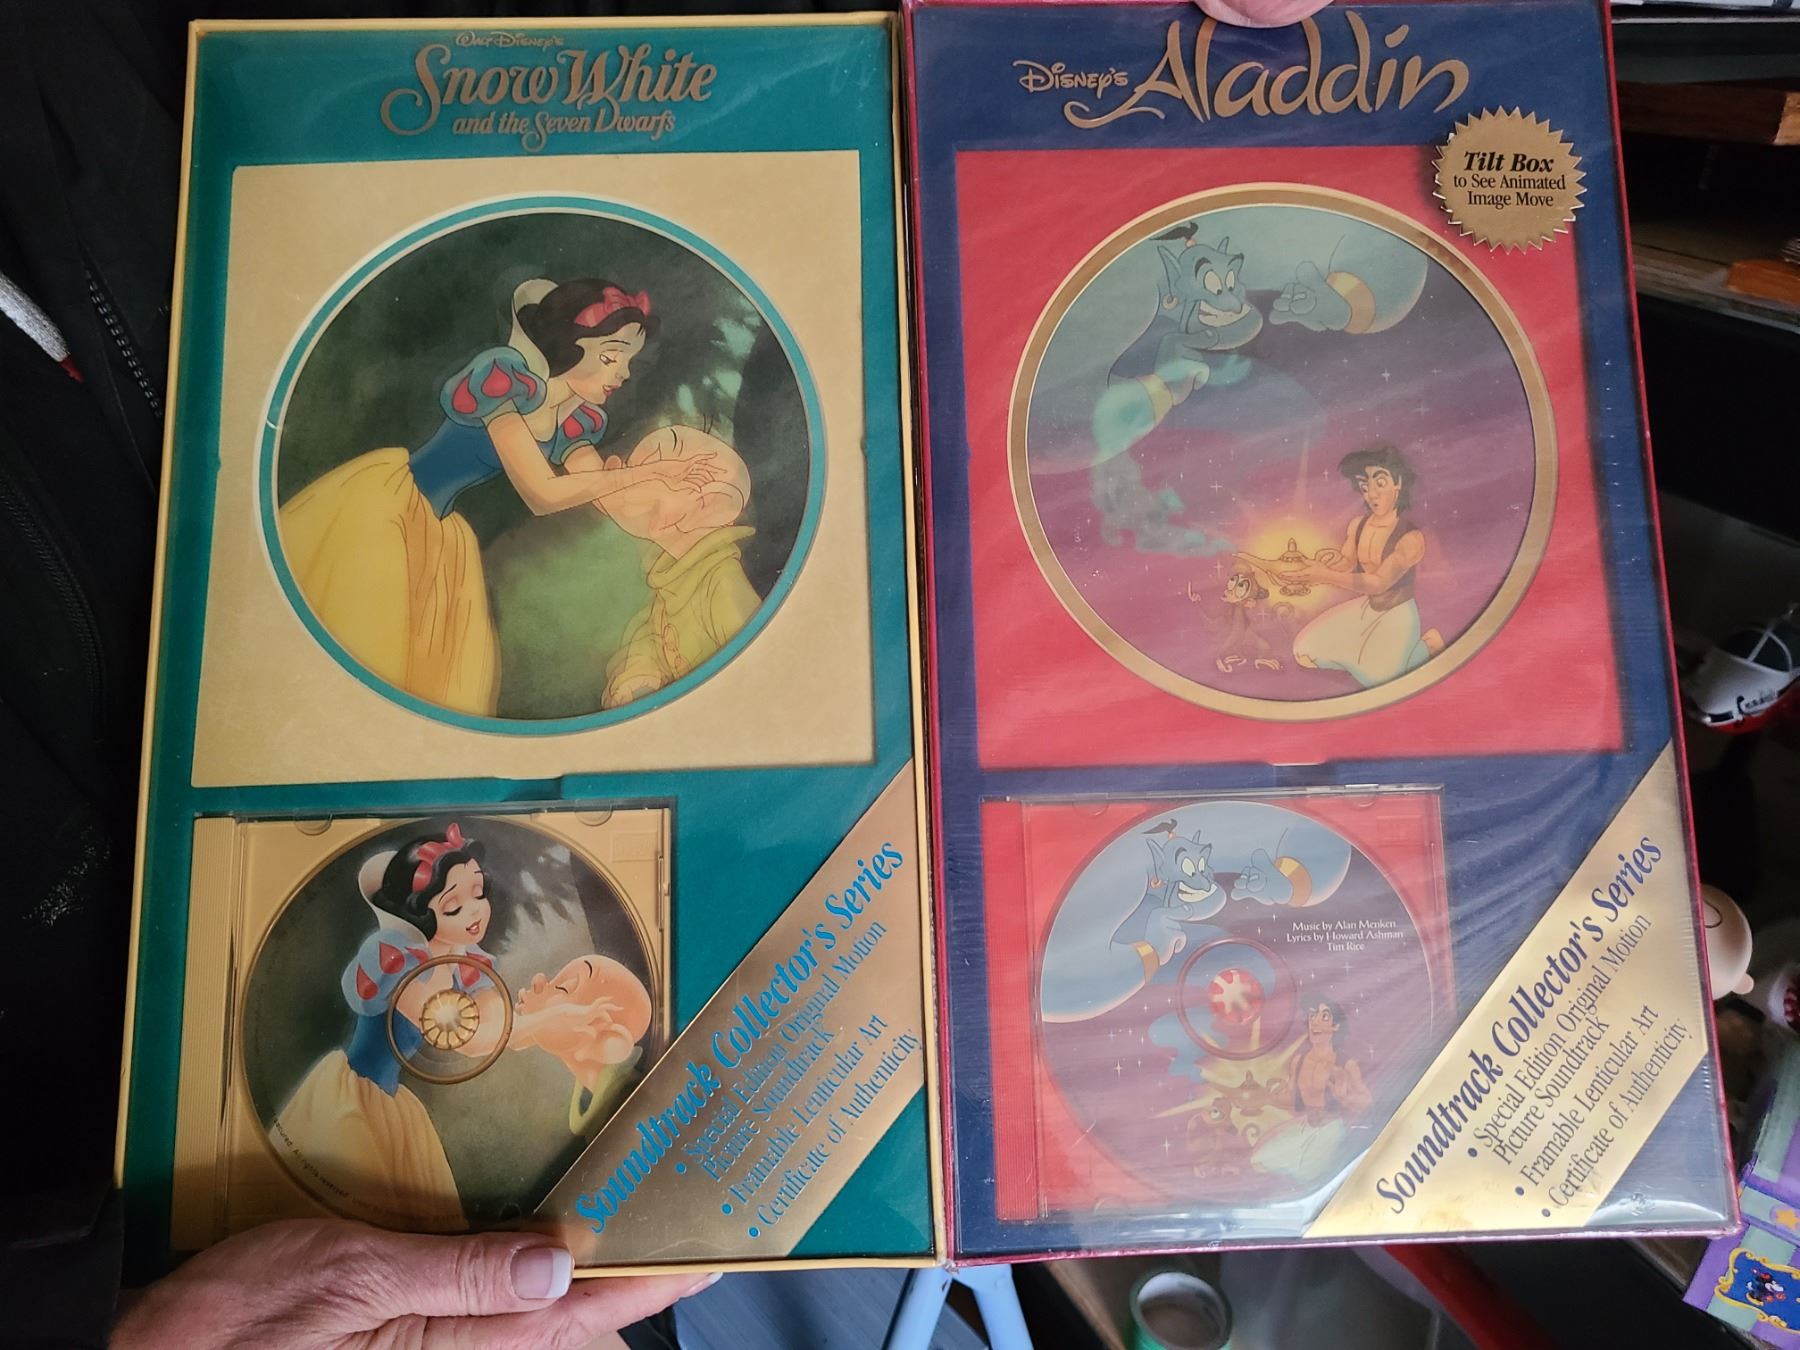 Walt Disney's
Snow White
and the Seven Dwarfs
Soundtrack Collector's Series
• Special Edition Original Motion
Picture Soundtrack
• Framable Lenticular Art
• Certificate of Authenticity
Disney's Aladdin
Tilt Box
to See Animated
Image Move
Music by Alan Menken
Lyrics by Howard Ashman
Tim Rice
Soundtrack Collector's Series
• Special Edition Original Motion
Picture Soundtrack
• Framable Lenticular Art
• Certificate of Authenticity